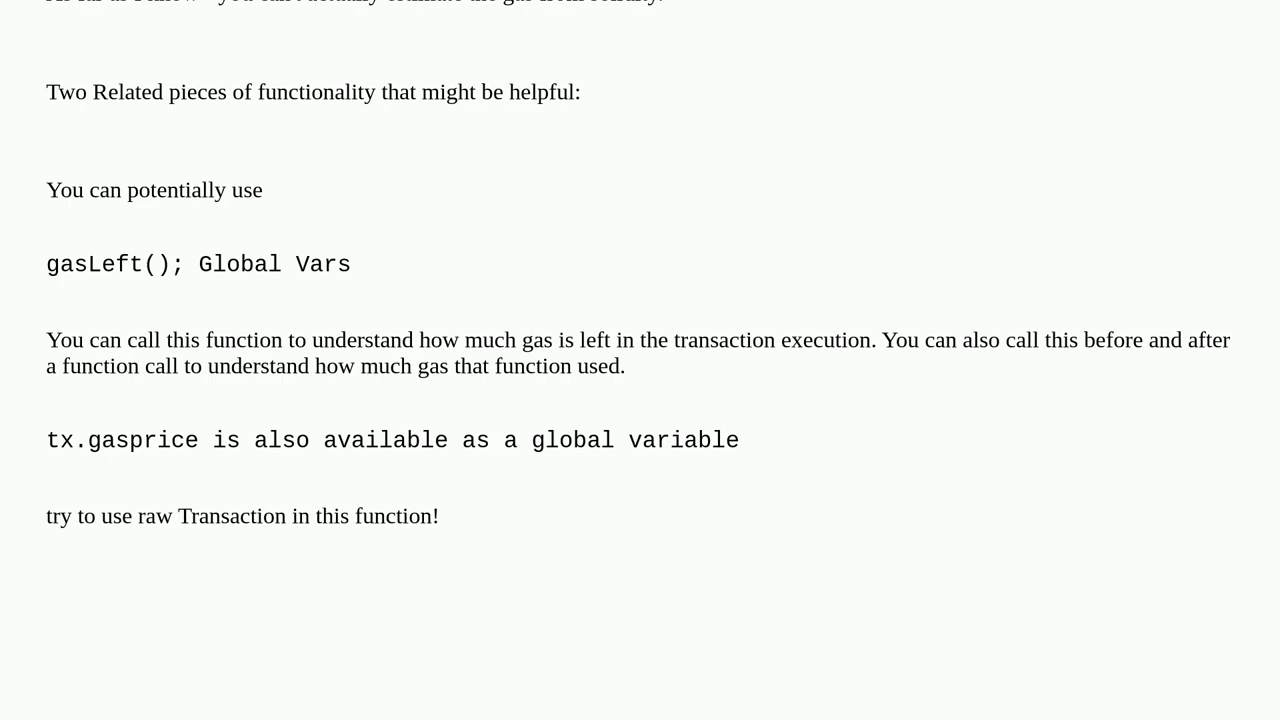 Two Related pieces of functionality that might be helpful:
You can potentially use
gasLeft(); Global Vars
You can call this function to understand how much gas is left in the transaction execution. You can also call this before and after
a function call to understand how much gas that function used.
tx.gasprice is also available as a global variable
try to use raw Transaction in this function!